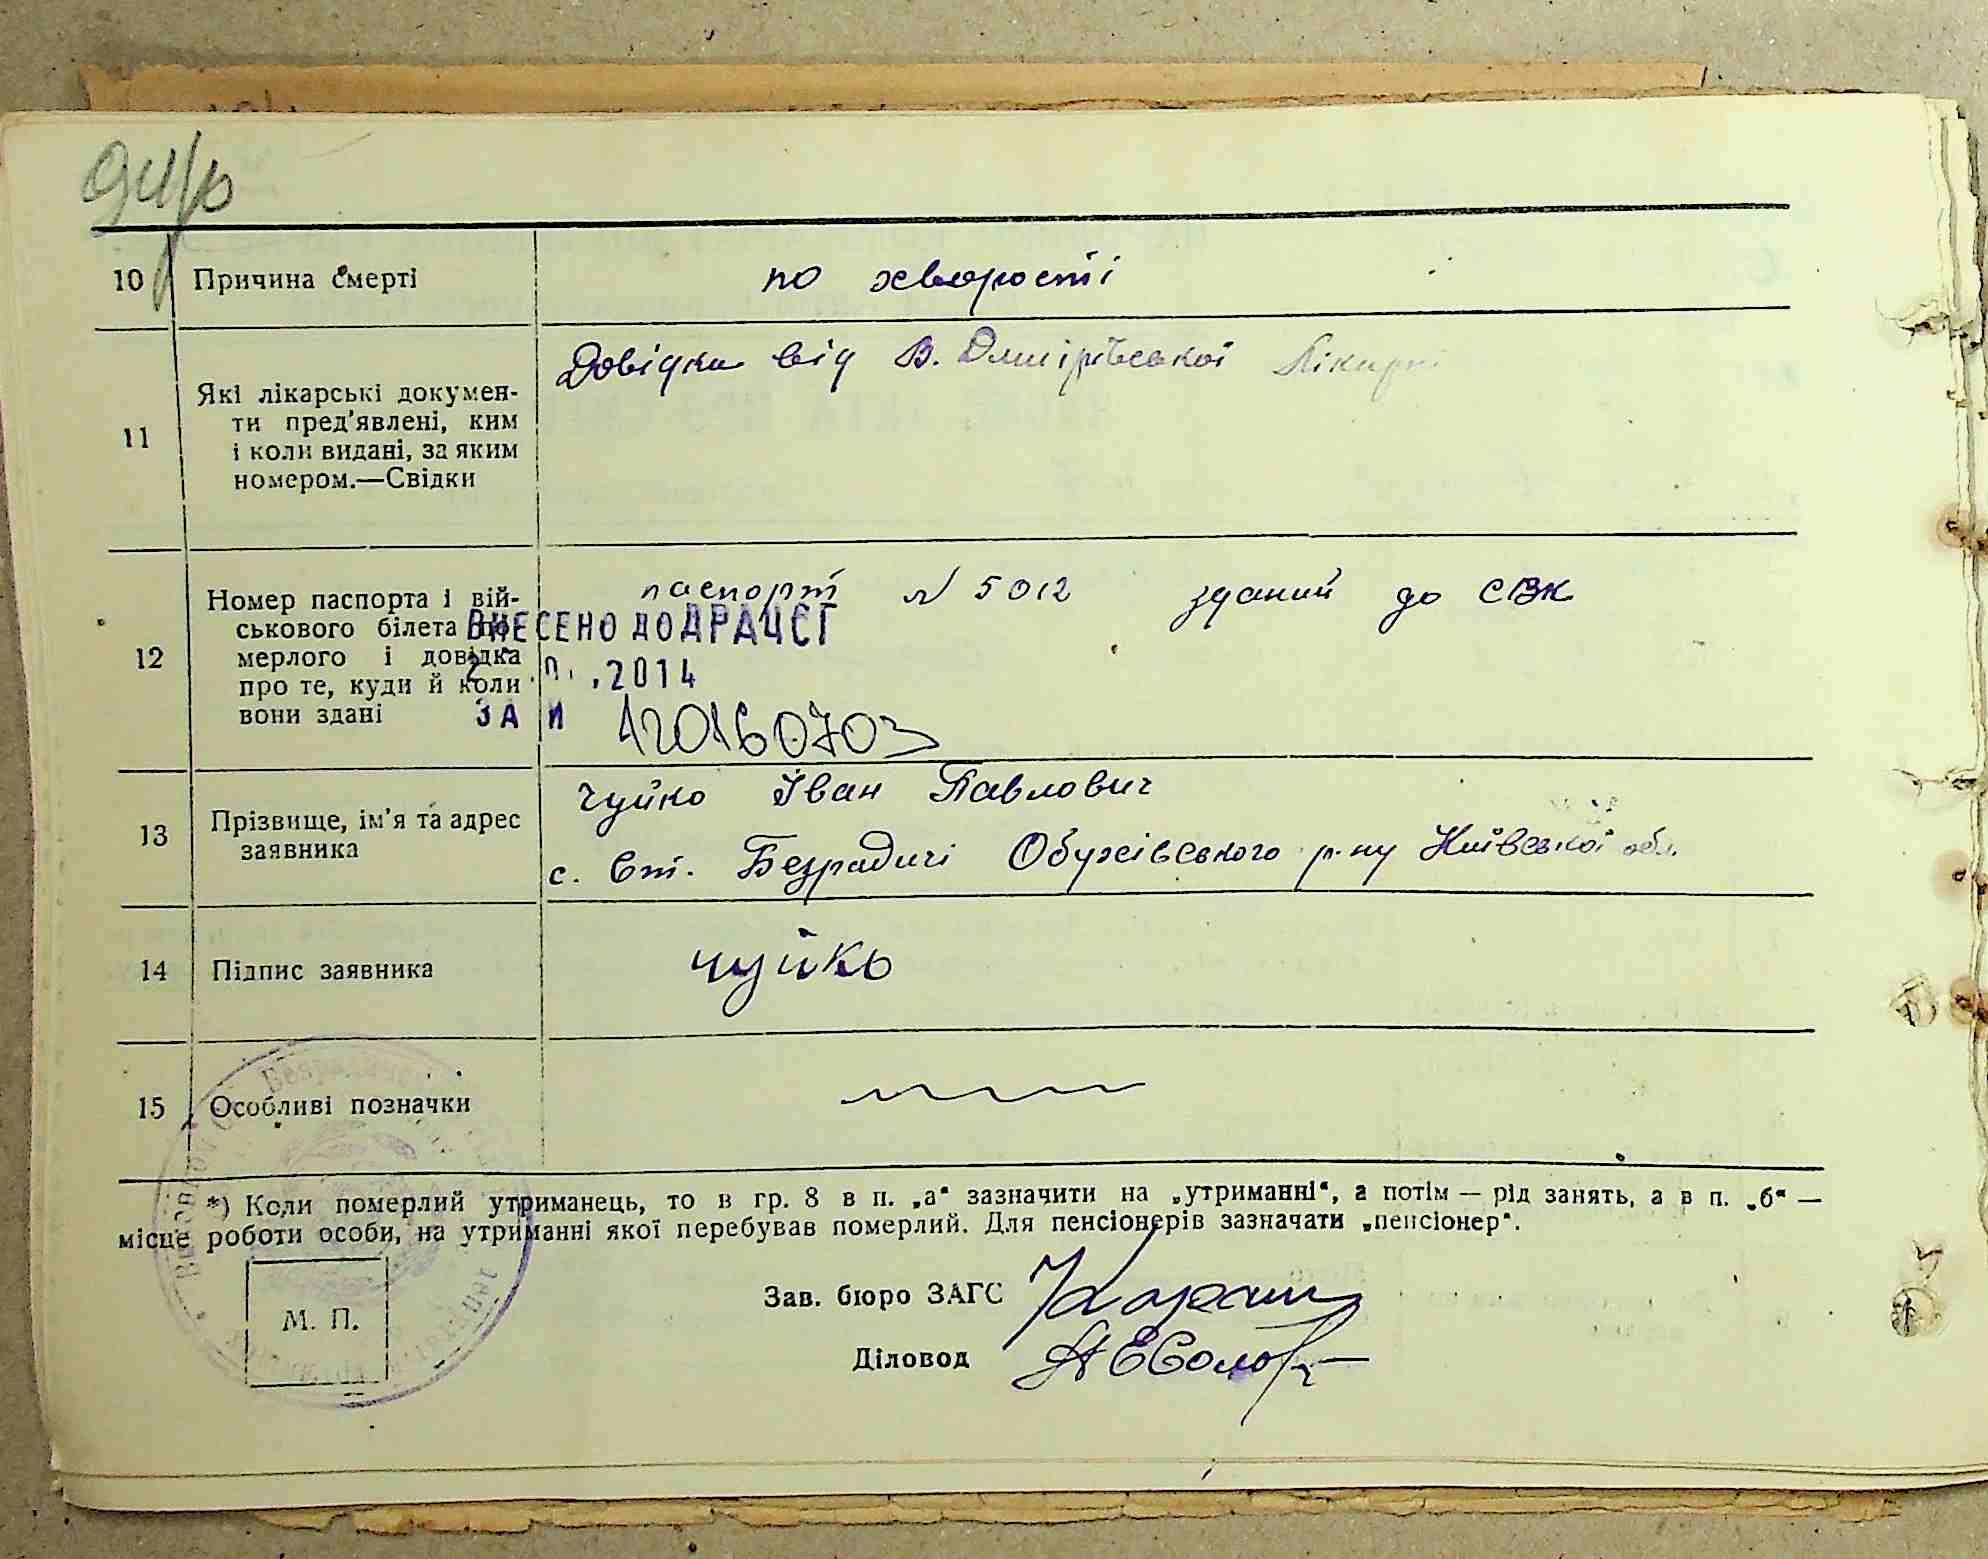 10 Причина смерті по хворості
11 Які лікарські докумен-
ти пред'явлені, ким
і коли видані, за яким
номером.—Свідки
Довідка від В. Дмитрівської Лікарні
12 Номер паспорта і вій-
ськового білета по-
мерлого і довідка
про те, куди й коли
вони здані
паспорт № 5012 зданий до СВК
ВНЕСЕНО ДО ДРАЦСГ
2014
ЗА № 120160703
13 Прізвище, ім'я та адрес
заявника
Чуйко Іван Павлович
с. Ст. Безрадичі Обухівського р-ну Київської обл.
14 Підпис заявника чуйко
15 Особливі позначки
*) Коли померлий утриманець, то в гр. 8 в п. „а“ зазначити на „утриманні“, а потім — рід занять, а в п. „б“ —
місце роботи особи, на утриманні якої перебував померлий. Для пенсіонерів зазначати „пенсіонер“.
Зав. бюро ЗАГС
М. П.
Діловод